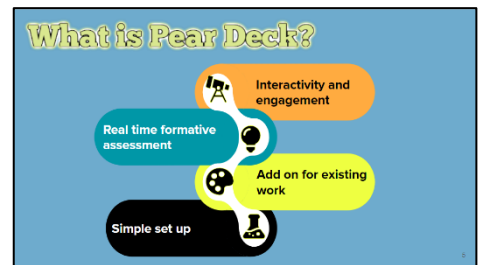 What is Pear Deck?
Interactivity and
engagement
Real time formative
assessment
Add on for existing
work
Simple set up